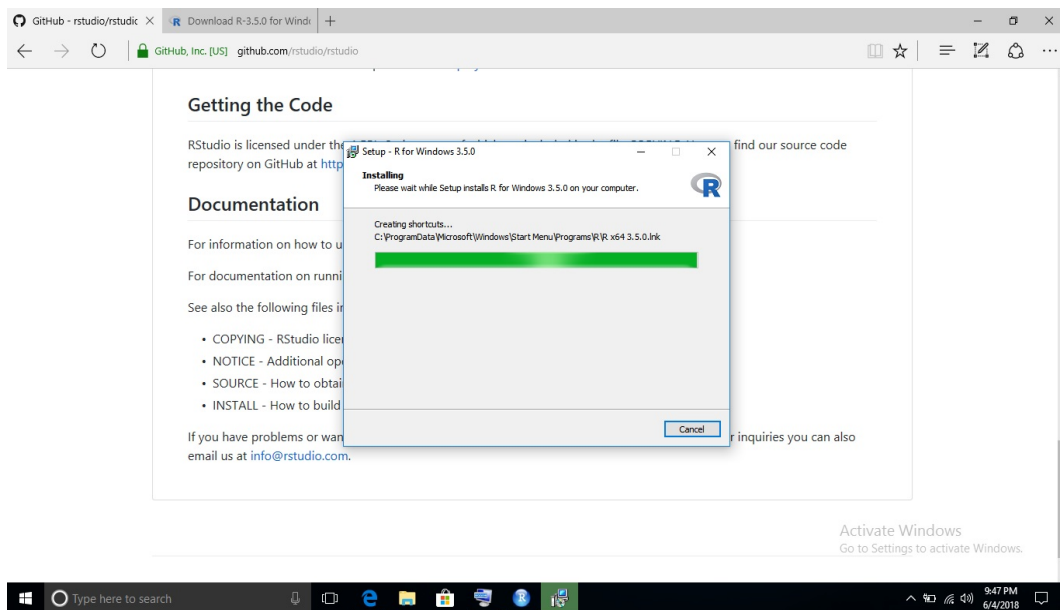 GitHub - rstudio/rstudic
Download R-3.5.0 for Windc
GitHub, Inc. [US] github.com/rstudio/rstudio
Getting the Code
RStudio is licensed under the
find our source code
repository on GitHub at http
Documentation
For information on how to u
For documentation on runni
See also the following files ir
• COPYING - RStudio licer
• NOTICE - Additional ope
• SOURCE - How to obtai
• INSTALL - How to build
If you have problems or wan
r inquiries you can also
email us at info@rstudio.com.
Setup - R for Windows 3.5.0
Installing
Please wait while Setup installs R for Windows 3.5.0 on your computer.
R
Creating shortcuts...
C:\ProgramData\Microsoft\Windows\Start Menu\Programs\R\R x64 3.5.0.lnk
Cancel
Activate Windows
Go to Settings to activate Windows.
Type here to search
9:47 PM
6/4/2018